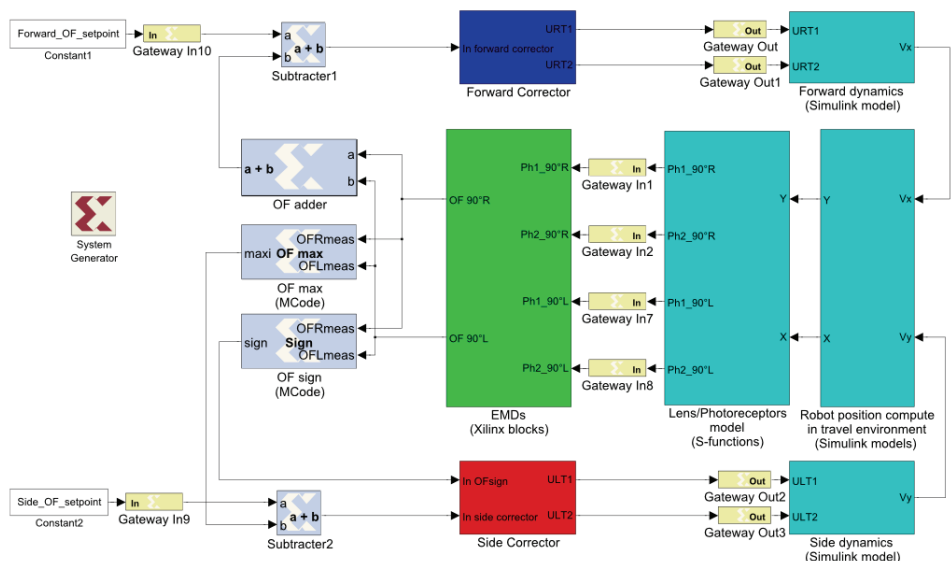 Forward_OF_setpoint
Constant1
In
Gateway In10
a
b
a + b
Subtracter1
In forward corrector
URT1
URT2
Forward Corrector
Out
Gateway Out
Out
Gateway Out1
URT1
URT2
Vx
Forward dynamics
(Simulink model)
a + b
a
b
OF adder
System
Generator
maxi
OF max
OFRmeas
OFLmeas
OF max
(MCode)
sign
Sign
OFRmeas
OFLmeas
OF sign
(MCode)
OF 90°R
OF 90°L
Ph1_90°R
Ph2_90°R
Ph1_90°L
Ph2_90°L
EMDs
(Xilinx blocks)
In
Gateway In1
In
Gateway In2
In
Gateway In7
In
Gateway In8
Ph1_90°R
Ph2_90°R
Ph1_90°L
Ph2_90°L
Y
X
Lens/Photoreceptors
model
(S-functions)
Y
X
Vx
Vy
Robot position compute
in travel environment
(Simulink models)
Side_OF_setpoint
Constant2
In
Gateway In9
a
b
a + b
Subtracter2
In OFsign
In side corrector
ULT1
ULT2
Side Corrector
Out
Gateway Out2
Out
Gateway Out3
ULT1
ULT2
Vy
Side dynamics
(Simulink model)